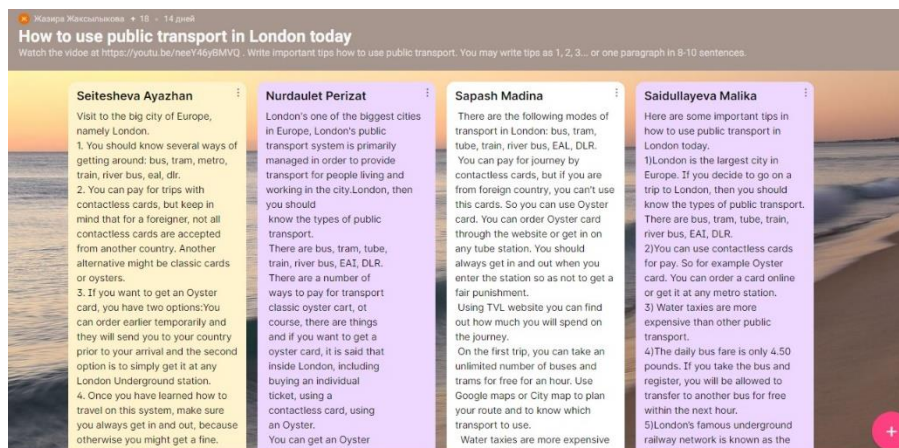 Жазира Жаксылыкова + 18 • 14 дней
How to use public transport in London today
Watch the vidoe at https://youtu.be/neeY46yBMVQ . Write important tips how to use public transport. You may write tips as 1, 2, 3... or one paragraph in 8-10 sentences.
Seitesheva Ayazhan
Visit to the big city of Europe,
namely London.
1. You should know several ways of
getting around: bus, tram, metro,
train, river bus, eal, dlr.
2. You can pay for trips with
contactless cards, but keep in
mind that for a foreigner, not all
contactless cards are accepted
from another country. Another
alternative might be classic cards
or oysters.
3. If you want to get an Oyster
card, you have two options:You
can order earlier temporarily and
they will send you to your country
prior to your arrival and the second
option is to simply get it at any
London Underground station.
4. Once you have learned how to
travel on this system, make sure
you always get in and out, because
otherwise you might get a fine.
Nurdaulet Perizat
London's one of the biggest cities
in Europe, London's public
transport system is primarily
managed in order to provide
transport for people living and
working in the city.London, then
you should
know the types of public
transport.
There are bus, tram, tube,
train, river bus, EAI, DLR.
There are a number of
ways to pay for transport
classic oyster cart, ot
course, there are things
and if you want to get a
oyster card, it is said that
inside London, including
buying an individual
ticket, using a
contactless card, using
an Oyster.
You can get an Oyster
Sapash Madina
There are the following modes of
transport in London: bus, tram,
tube, train, river bus, EAL, DLR.
You can pay for journey by
contactless cards, but if you are
from foreign country, you can't use
this cards. So you can use Oyster
card. You can order Oyster card
through the website or get in on
any tube station. You should
always get in and out when you
enter the station so as not to get a
fair punishment.
Using TVL website you can find
out how much you will spend on
the journey.
On the first trip, you can take an
unlimited number of buses and
trams for free for an hour. Use
Google maps or City map to plan
your route and to know which
transport to use.
Water taxies are more expensive
Saidullayeva Malika
Here are some important tips in
how to use public transport in
London today.
1)London is the largest city in
Europe. If you decide to go on a
trip to London, then you should
know the types of public transport.
There are bus, tram, tube, train,
river bus, EAI, DLR.
2)You can use contactless cards
for pay. So for example Oyster
card. You can order a card online
or get it at any metro station.
3) Water taxies are more
expensive than other public
transport.
4)The daily bus fare is only 4.50
pounds. If you take the bus and
register, you will be allowed to
transfer to another bus for free
within the next hour.
5)London's famous underground
railway network is known as the